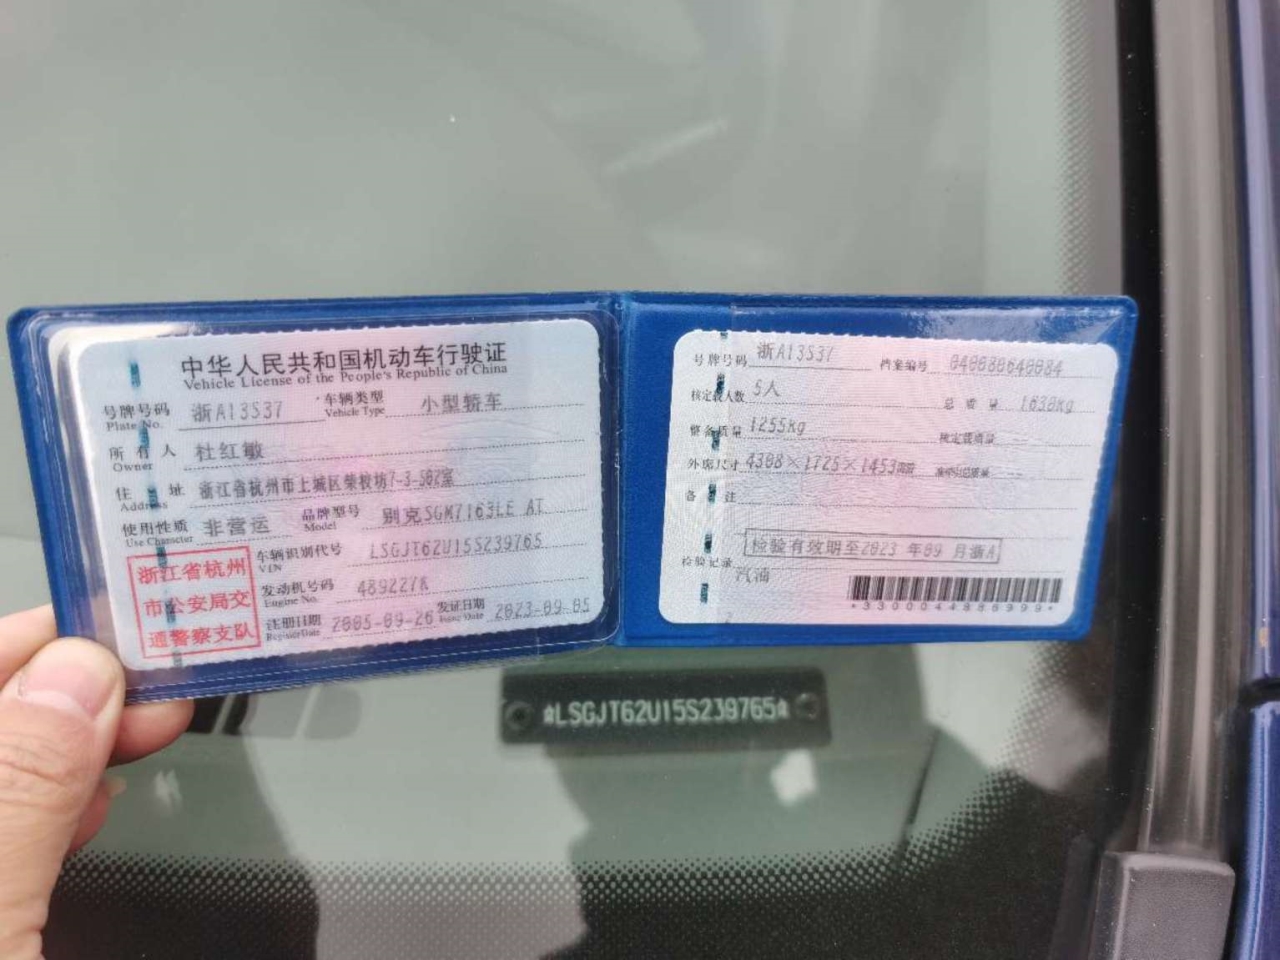 中华人民共和国机动车行驶证
Vehicle License of the People's Republic of China
号牌号码 浙A13S37 车辆类型 小型轿车
Plate No. Vehicle Type
所有人 杜红敏
Owner
住址 浙江省杭州市上城区荣校坊7-3-502室
Address
使用性质 非营运 品牌型号 别克SGM7163LE AT
Use Character Model
浙江省杭州
市公安局交
通警察支队
车辆识别代号 LSGJT62U15S239765
VIN
发动机号码 489227K
Engine No.
注册日期 2005-09-26 发证日期 2023-09-05
Register Date Issue Date
号牌号码 浙A13S37 档案编号
核定载人数 5人 总质量 1630kg
整备质量 1255kg 核定载质量
外廓尺寸 4308×1725×1453mm 准牵引总质量
备注
检验记录 检验有效期至2023年09月浙A
汽油
*3300044886999*
*LSGJT62U15S239765*